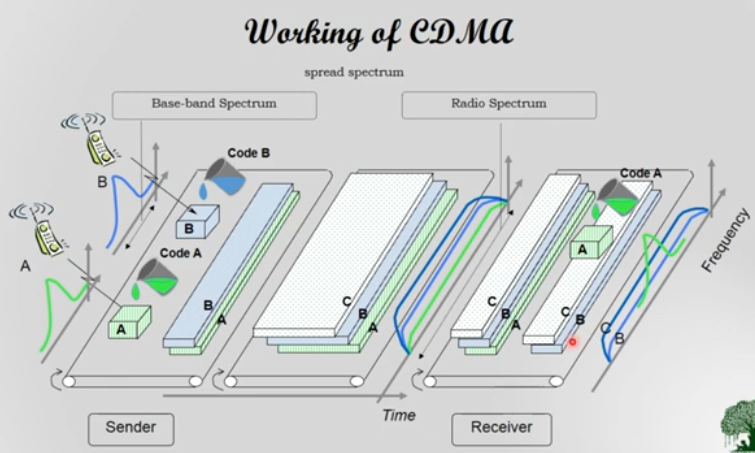 Working of CDMA
spread spectrum
Base-band Spectrum
Radio Spectrum
Code B
Code A
B
B
Code A
A
A
A
B
A
C
B
A
C
B
A
C
B
C
B
Frequency
Time
Sender
Receiver